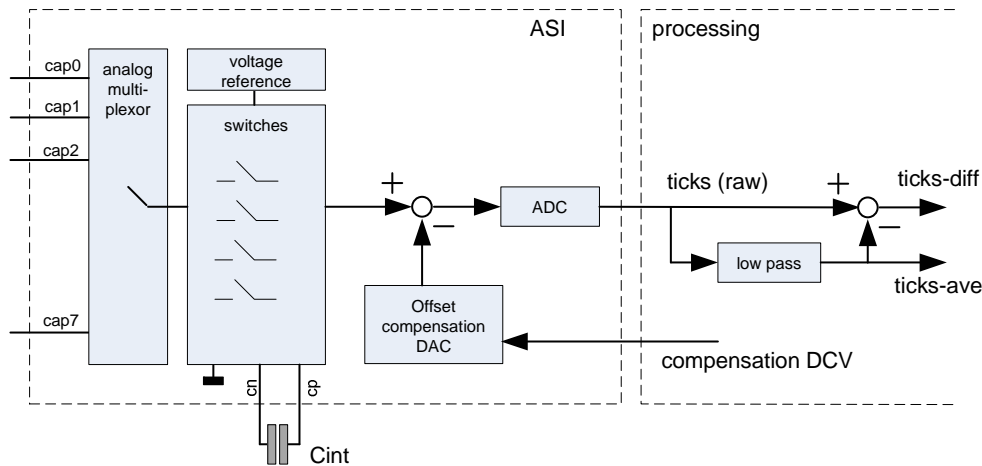 ASI
processing
cap0
cap1
cap2
cap7
analog
multi-
plexor
voltage
reference
switches
+
−
ADC
Offset
compensation
DAC
cn
cp
Cint
ticks (raw)
+
−
ticks-diff
low pass
ticks-ave
compensation DCV